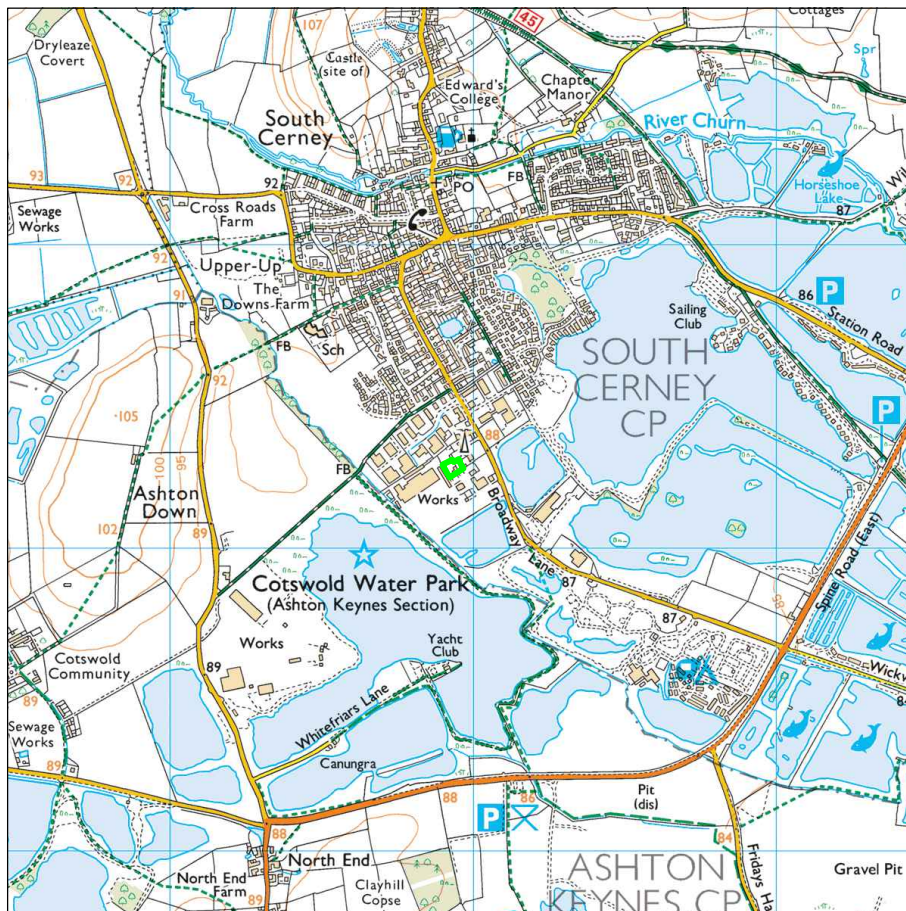 107
45
Cottages
Dryleaze
Covert
Castle
(site of)
Edward's
College
Chapter
Manor
Spr
South
Cerney
River Churn
93
92
92
PO
FB
Horseshoe
Lake
87
Sewage
Works
Cross Roads
Farm
92
Upper-Up
The
Downs Farm
91
86
P
Station Road
Sailing
Club
FB
Sch
SOUTH
CERNEY
CP
92
P
105
100
95
88
FB
Works
Ashton
Down
102
89
Broadway
Lane
87
Spine Road (East)
85
Cotswold Water Park
(Ashton Keynes Section)
87
Works
Yacht
Club
Cotswold
Community
89
89
Whitefriars Lane
Sewage
Works
89
Canungra
Pit
(dis)
88
86
P
88
84
North End
North End
Farm
89
Clayhill
Copse
ASHTON
KEYNES CP
Gravel Pit